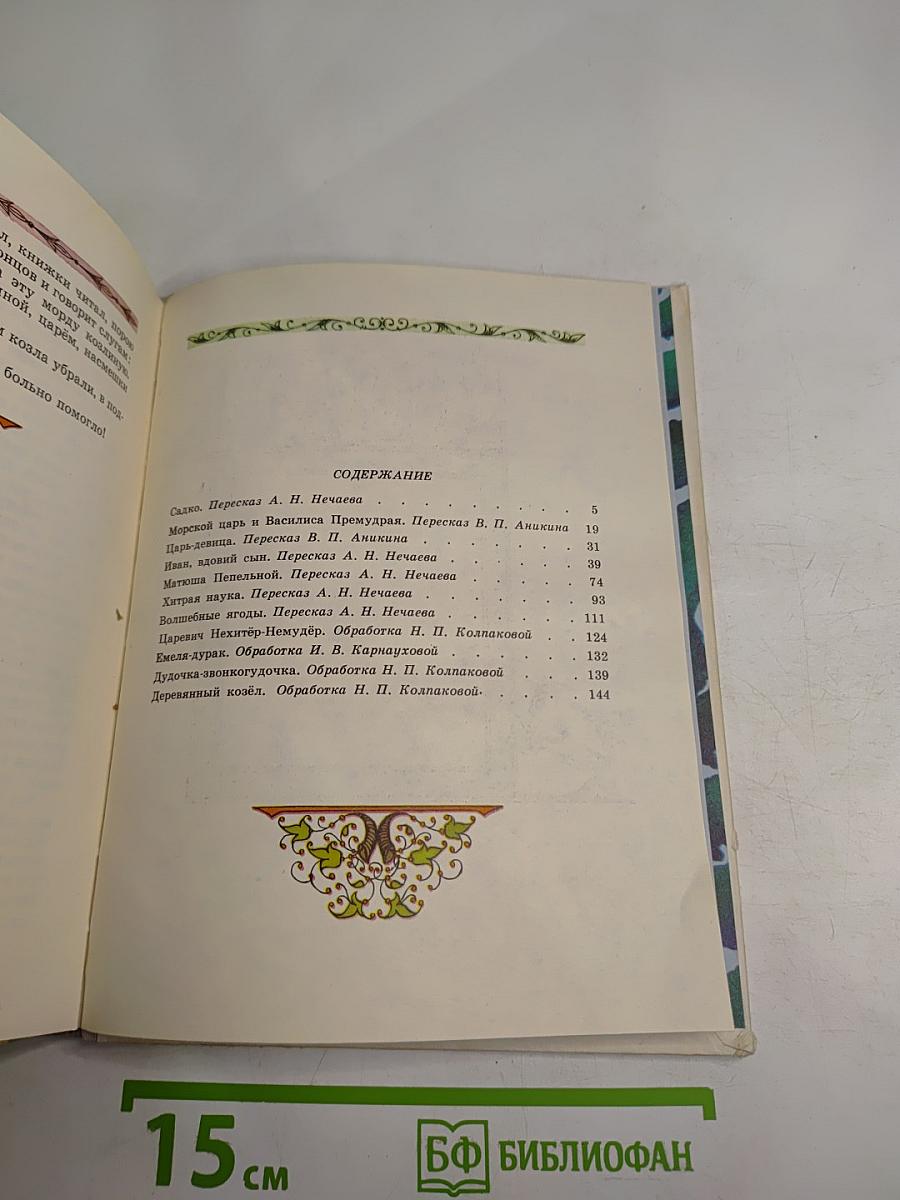 л, книжки читал, порою
онцов и говорит слугам:
а эту морду козлиную.
мной, царём, насмешки
м козла убрали, в под-
больно помогло!
СОДЕРЖАНИЕ
Садко. Пересказ А. Н. Нечаева . . . . . . . . 5
Морской царь и Василиса Премудрая. Пересказ В. П. Аникина 19
Царь-девица. Пересказ В. П. Аникина . . . . . . . 31
Иван, вдовий сын. Пересказ А. Н. Нечаева . . . . . . 39
Матюша Пепельной. Пересказ А. Н. Нечаева . . . . . 74
Хитрая наука. Пересказ А. Н. Нечаева . . . . . . . 93
Волшебные ягоды. Пересказ А. Н. Нечаева . . . . . . 111
Царевич Нехитёр-Немудёр. Обработка Н. П. Колпаковой . . 124
Емеля-дурак. Обработка И. В. Карнауховой . . . . . . 132
Дудочка-звонкогудочка. Обработка Н. П. Колпаковой . . . 139
Деревянный козёл. Обработка Н. П. Колпаковой. . . . . 144
15 см
БФ БИБЛИОФАН